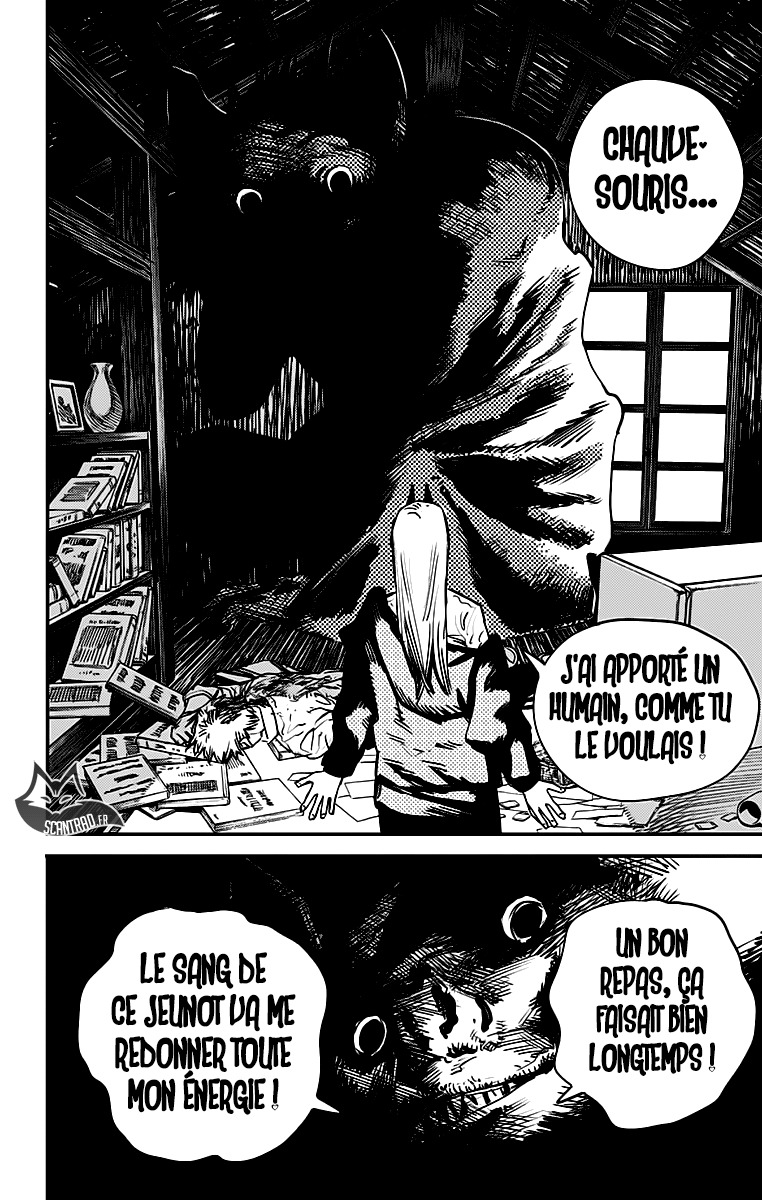 CHAUVE-
SOURIS...
J'AI APPORTÉ UN
HUMAIN, COMME TU
LE VOULAIS !
UN BON
REPAS, ÇA
FAISAIT BIEN
LONGTEMPS !
LE SANG DE
CE JEUNOT VA ME
REDONNER TOUTE
MON ÉNERGIE !
SCANTRAD.FR